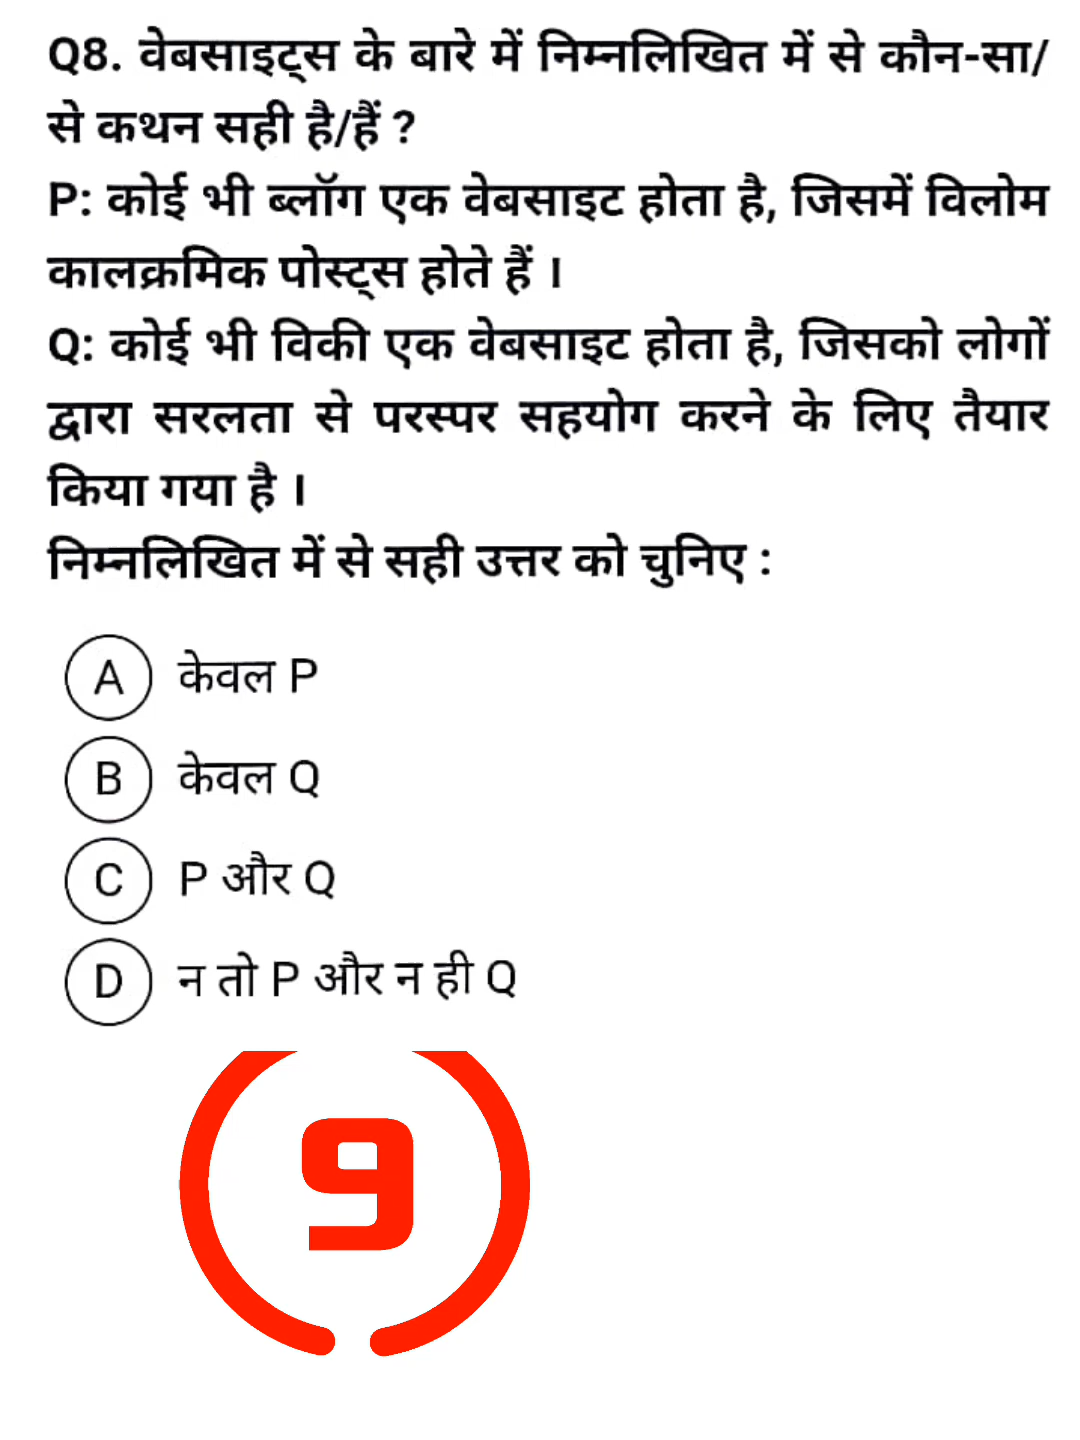 Q8. वेबसाइट्स के बारे में निम्नलिखित में से कौन-सा/
से कथन सही है/हैं ?
P: कोई भी ब्लॉग एक वेबसाइट होता है, जिसमें विलोम
कालक्रमिक पोस्ट्स होते हैं ।
Q: कोई भी विकी एक वेबसाइट होता है, जिसको लोगों
द्वारा सरलता से परस्पर सहयोग करने के लिए तैयार
किया गया है ।
निम्नलिखित में से सही उत्तर को चुनिए :
A केवल P
B केवल Q
C P और Q
D न तो P और न ही Q
9